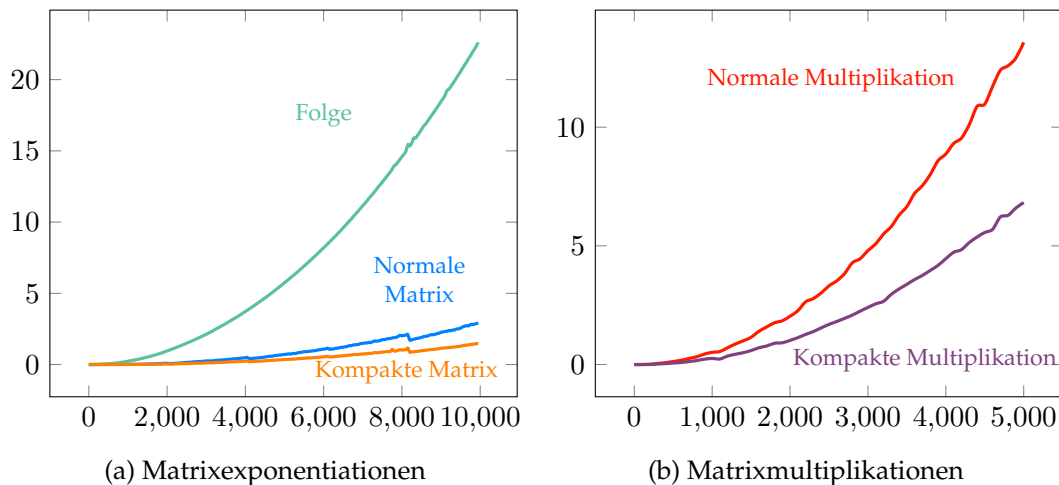 20
15
10
5
0
Folge
Normale
Matrix
Kompakte Matrix
0 2,000 4,000 6,000 8,000 10,000
(a) Matrixexponentiationen
10
5
0
Normale Multiplikation
Kompakte Multiplikation
0 1,000 2,000 3,000 4,000 5,000
(b) Matrixmultiplikationen